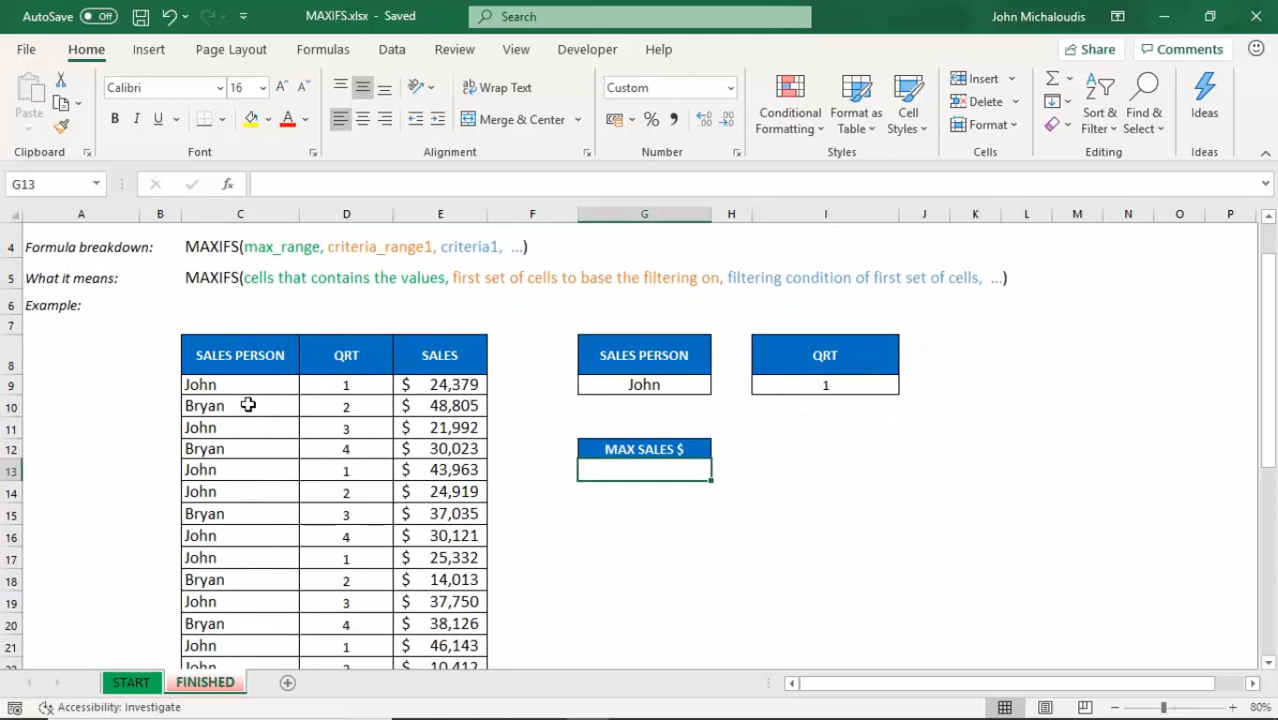 AutoSave Off MAXIFS.xlsx - Saved Search John Michaloudis
File Home Insert Page Layout Formulas Data Review View Developer Help Share Comments
Paste Calibri 16 A A Wrap Text Custom Insert Σ
B I U A Merge & Center % Delete
Conditional Formatting Format as Table Cell Styles Format Sort & Filter Find & Select Ideas
Clipboard Font Alignment Number Styles Cells Editing Ideas
G13 fx
A B C D E F G H I J K L M N O P
4 Formula breakdown: MAXIFS(max_range, criteria_range1, criteria1, ...)
5 What it means: MAXIFS(cells that contains the values, first set of cells to base the filtering on, filtering condition of first set of cells, ...)
6 Example:
7
8 SALES PERSON QRT SALES SALES PERSON QRT
9 John 1 $ 24,379 John 1
10 Bryan 2 $ 48,805
11 John 3 $ 21,992
12 Bryan 4 $ 30,023 MAX SALES $
13 John 1 $ 43,963
14 John 2 $ 24,919
15 Bryan 3 $ 37,035
16 John 4 $ 30,121
17 John 1 $ 25,332
18 Bryan 2 $ 14,013
19 John 3 $ 37,750
20 Bryan 4 $ 38,126
21 John 1 $ 46,143
22 John 2 $ 10,412
START FINISHED
Accessibility: Investigate 80%